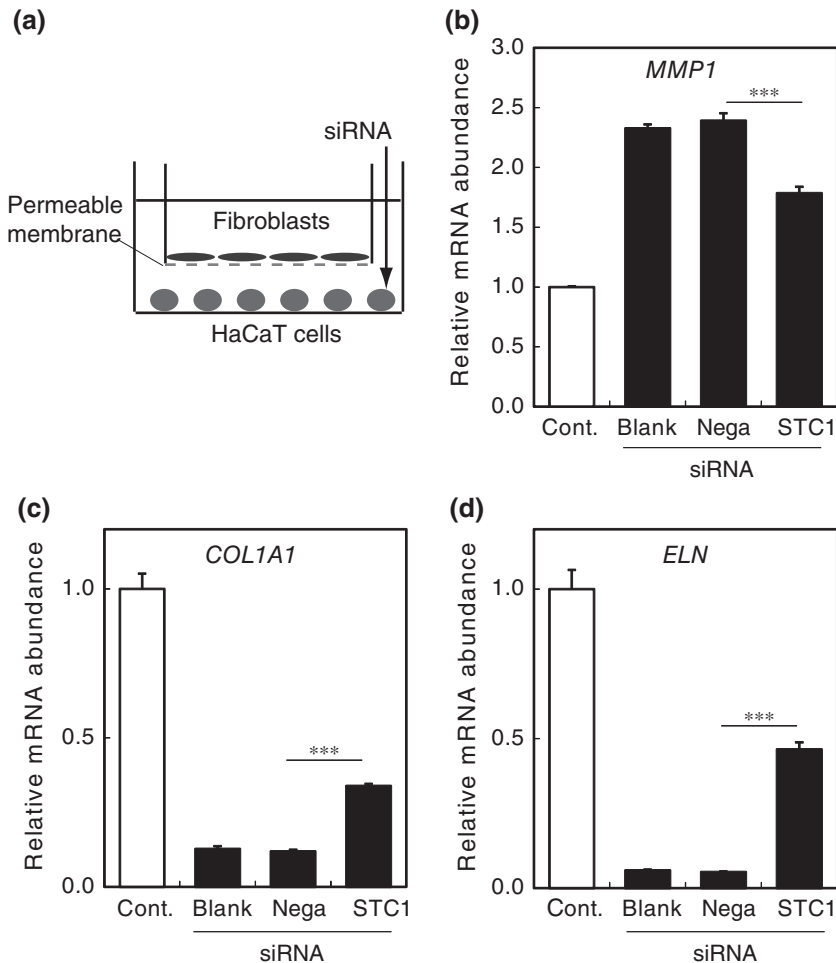 (a)
siRNA
Permeable
membrane
Fibroblasts
HaCaT cells
(b)
MMP1
***
Relative mRNA abundance
3.0
2.5
2.0
1.5
1.0
0.5
0.0
Cont. Blank Nega STC1
siRNA
(c)
COL1A1
***
Relative mRNA abundance
1.0
0.5
0.0
Cont. Blank Nega STC1
siRNA
(d)
ELN
***
Relative mRNA abundance
1.0
0.5
0.0
Cont. Blank Nega STC1
siRNA